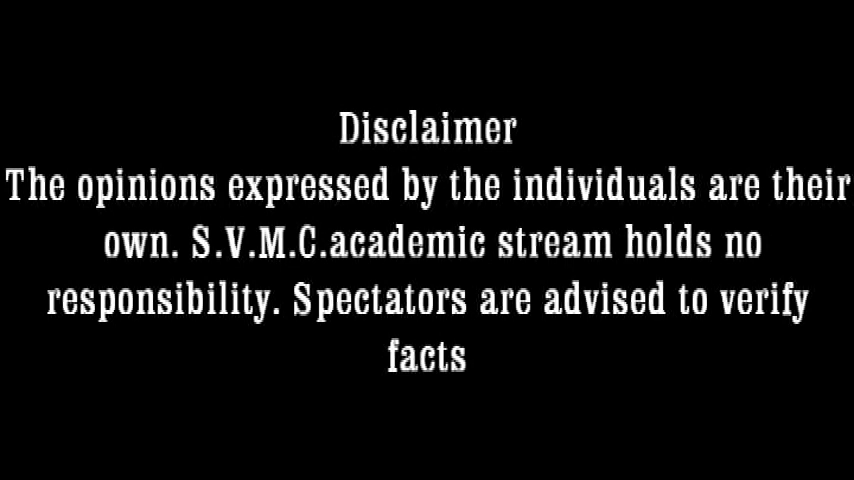 Disclaimer
The opinions expressed by the individuals are their
own. S.V.M.C.academic stream holds no
responsibility. Spectators are advised to verify
facts